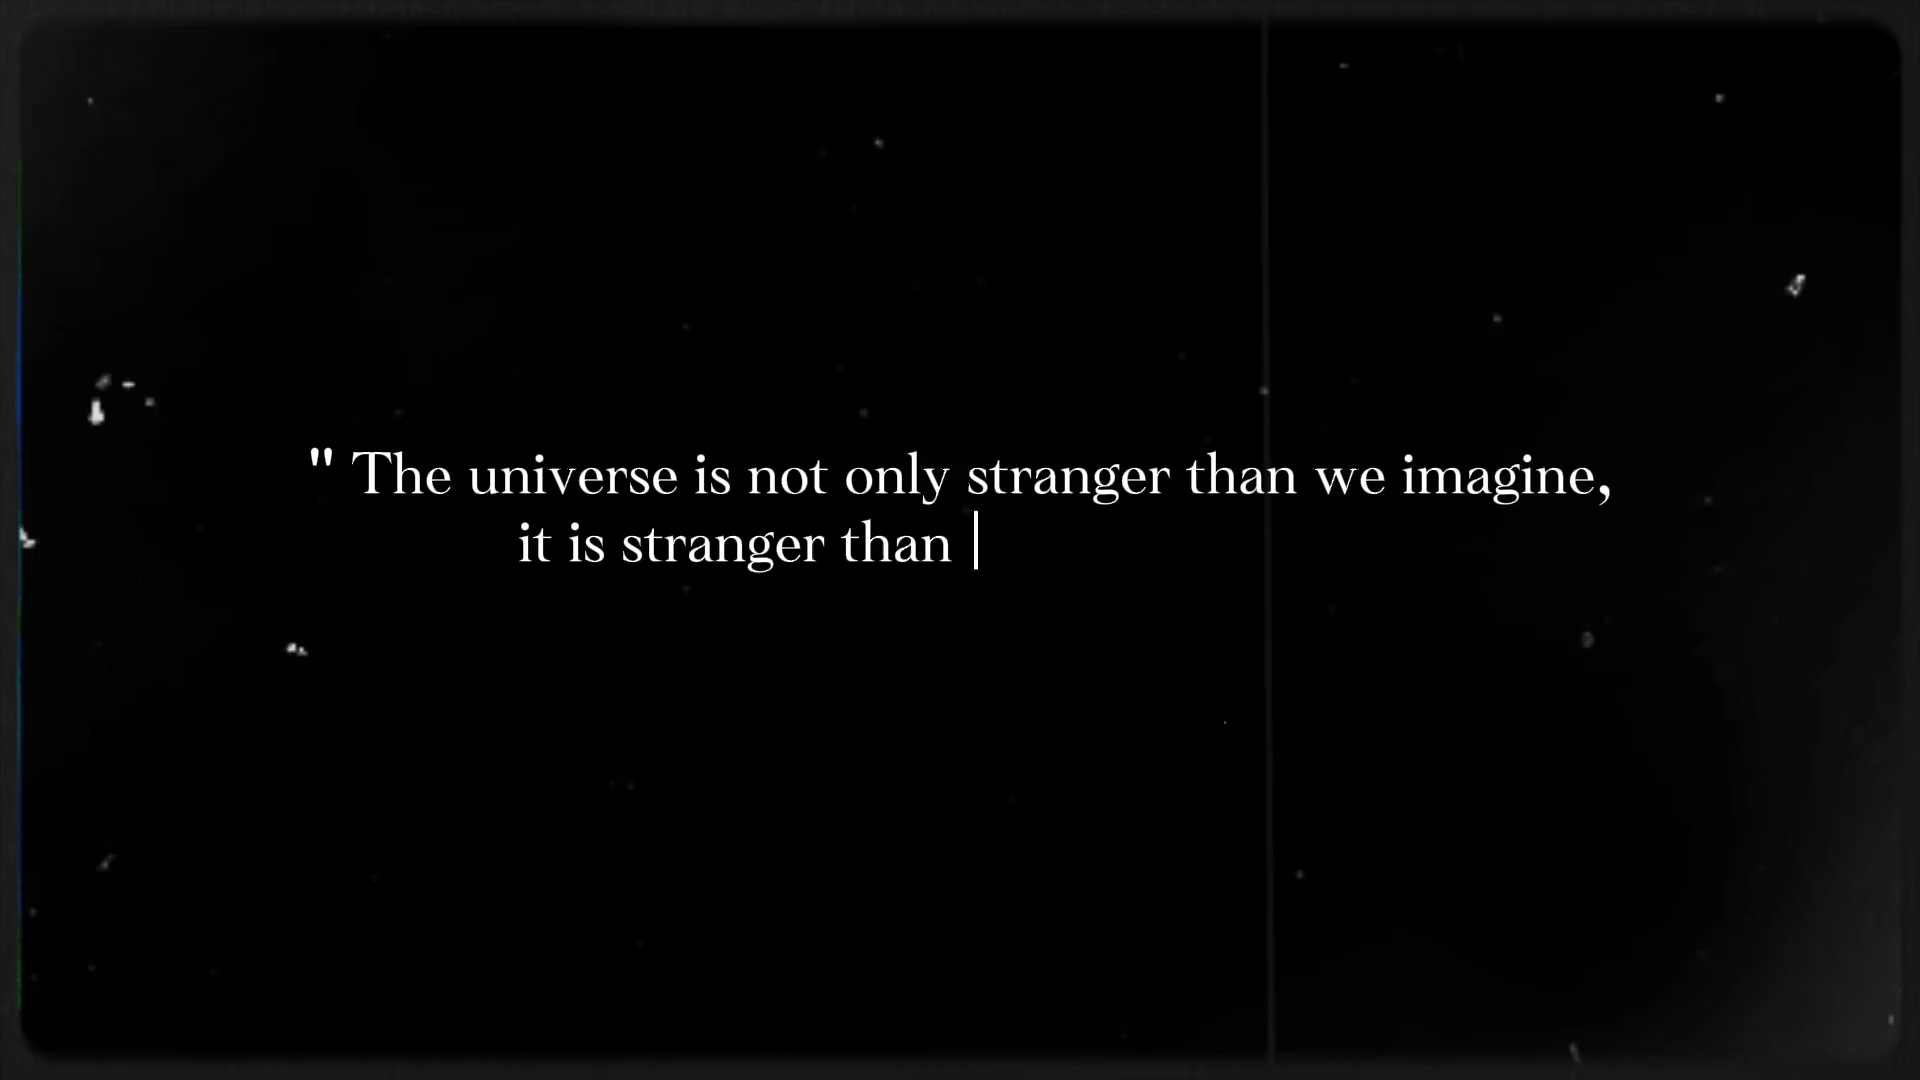 " The universe is not only stranger than we imagine,
it is stranger than